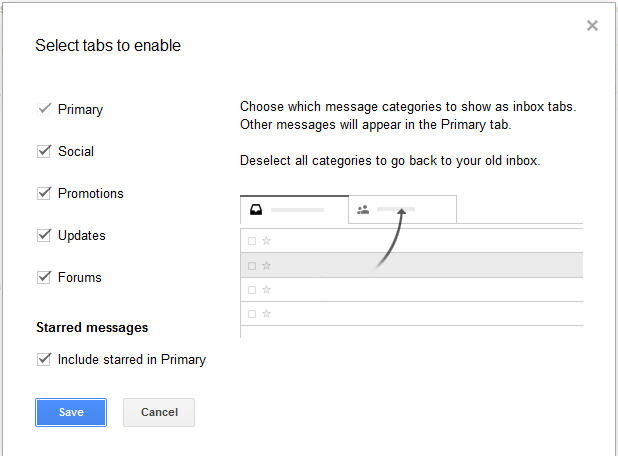 Select tabs to enable
Primary
Social
Promotions
Updates
Forums
Starred messages
Include starred in Primary
Save
Cancel
Choose which message categories to show as inbox tabs.
Other messages will appear in the Primary tab.
Deselect all categories to go back to your old inbox.